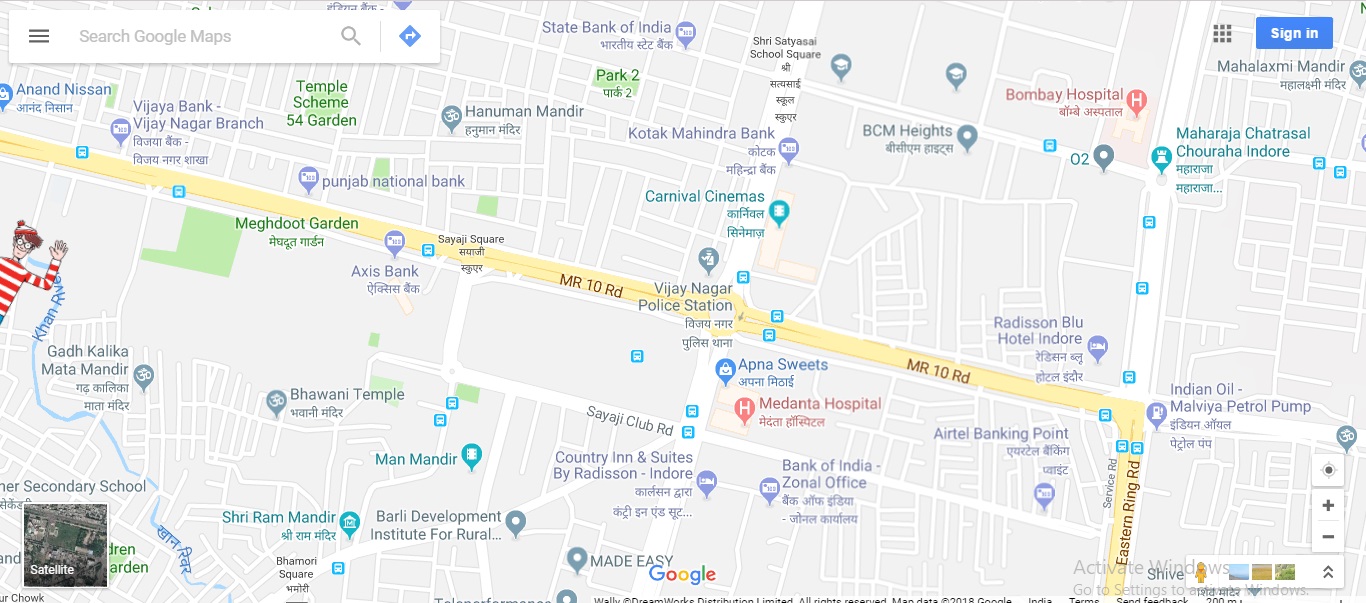 इंडियन बैंक -
Search Google Maps
State Bank of India
भारतीय स्टेट बैंक
Shri Satyasai
School Square
श्री
सत्यसाई
स्कूल
स्कुएर
Sign in
Mahalaxmi Mandir
महालक्ष्मी मंदिर
Anand Nissan
आनंद निसान
Temple
Scheme
54 Garden
Park 2
पार्क 2
Bombay Hospital
बॉम्बे अस्पताल
Vijaya Bank -
Vijay Nagar Branch
विजया बैंक -
विजय नगर शाखा
Hanuman Mandir
हनुमान मंदिर
Kotak Mahindra Bank
कोटक
महिन्द्रा बैंक
BCM Heights
बीसीएम हाइट्स
O2
Maharaja Chatrasal
Chouraha Indore
महाराजा
महाराजा...
punjab national bank
Carnival Cinemas
कार्निवल
सिनेमाज़
Meghdoot Garden
मेघदूत गार्डन
Sayaji Square
सयाजी
स्कुएर
Axis Bank
ऐक्सिस बैंक
MR 10 Rd
Vijay Nagar
Police Station
विजय नगर
पुलिस थाना
Khan River
Radisson Blu
Hotel Indore
रेडिसन ब्लू
होटल इंदौर
Gadh Kalika
Mata Mandir
गढ़ कालिका
माता मंदिर
Apna Sweets
अपना मिठाई
MR 10 Rd
Bhawani Temple
भवानी मंदिर
Medanta Hospital
मेदंता हॉस्पिटल
Indian Oil -
Malviya Petrol Pump
इंडियन ऑयल
पेट्रोल पंप
Sayaji Club Rd
Airtel Banking Point
एयरटेल बैंकिंग
प्वाइंट
Man Mandir
Country Inn & Suites
By Radisson - Indore
कार्लसन द्वारा
कंट्री इन एंड सूट...
Bank of India -
Zonal Office
बैंक ऑफ इंडिया
- जोनल कार्यालय
Service Rd
Eastern Ring Rd
ner Secondary School
Shri Ram Mandir
श्री राम मंदिर
Barli Development
Institute For Rural...
खान रिवर
dren
arden
Satellite
Bhamori
Square
भमोरी
MADE EASY
Google
Activate Windows
Go to Settings to activate Windows.
Shive
शिव मंदिर
ur Chowk
Teleperformance
Wally ©DreamWorks Distribution Limited. All rights reserved. Map data ©2018 Google
India
Terms
Send feedback
200 m